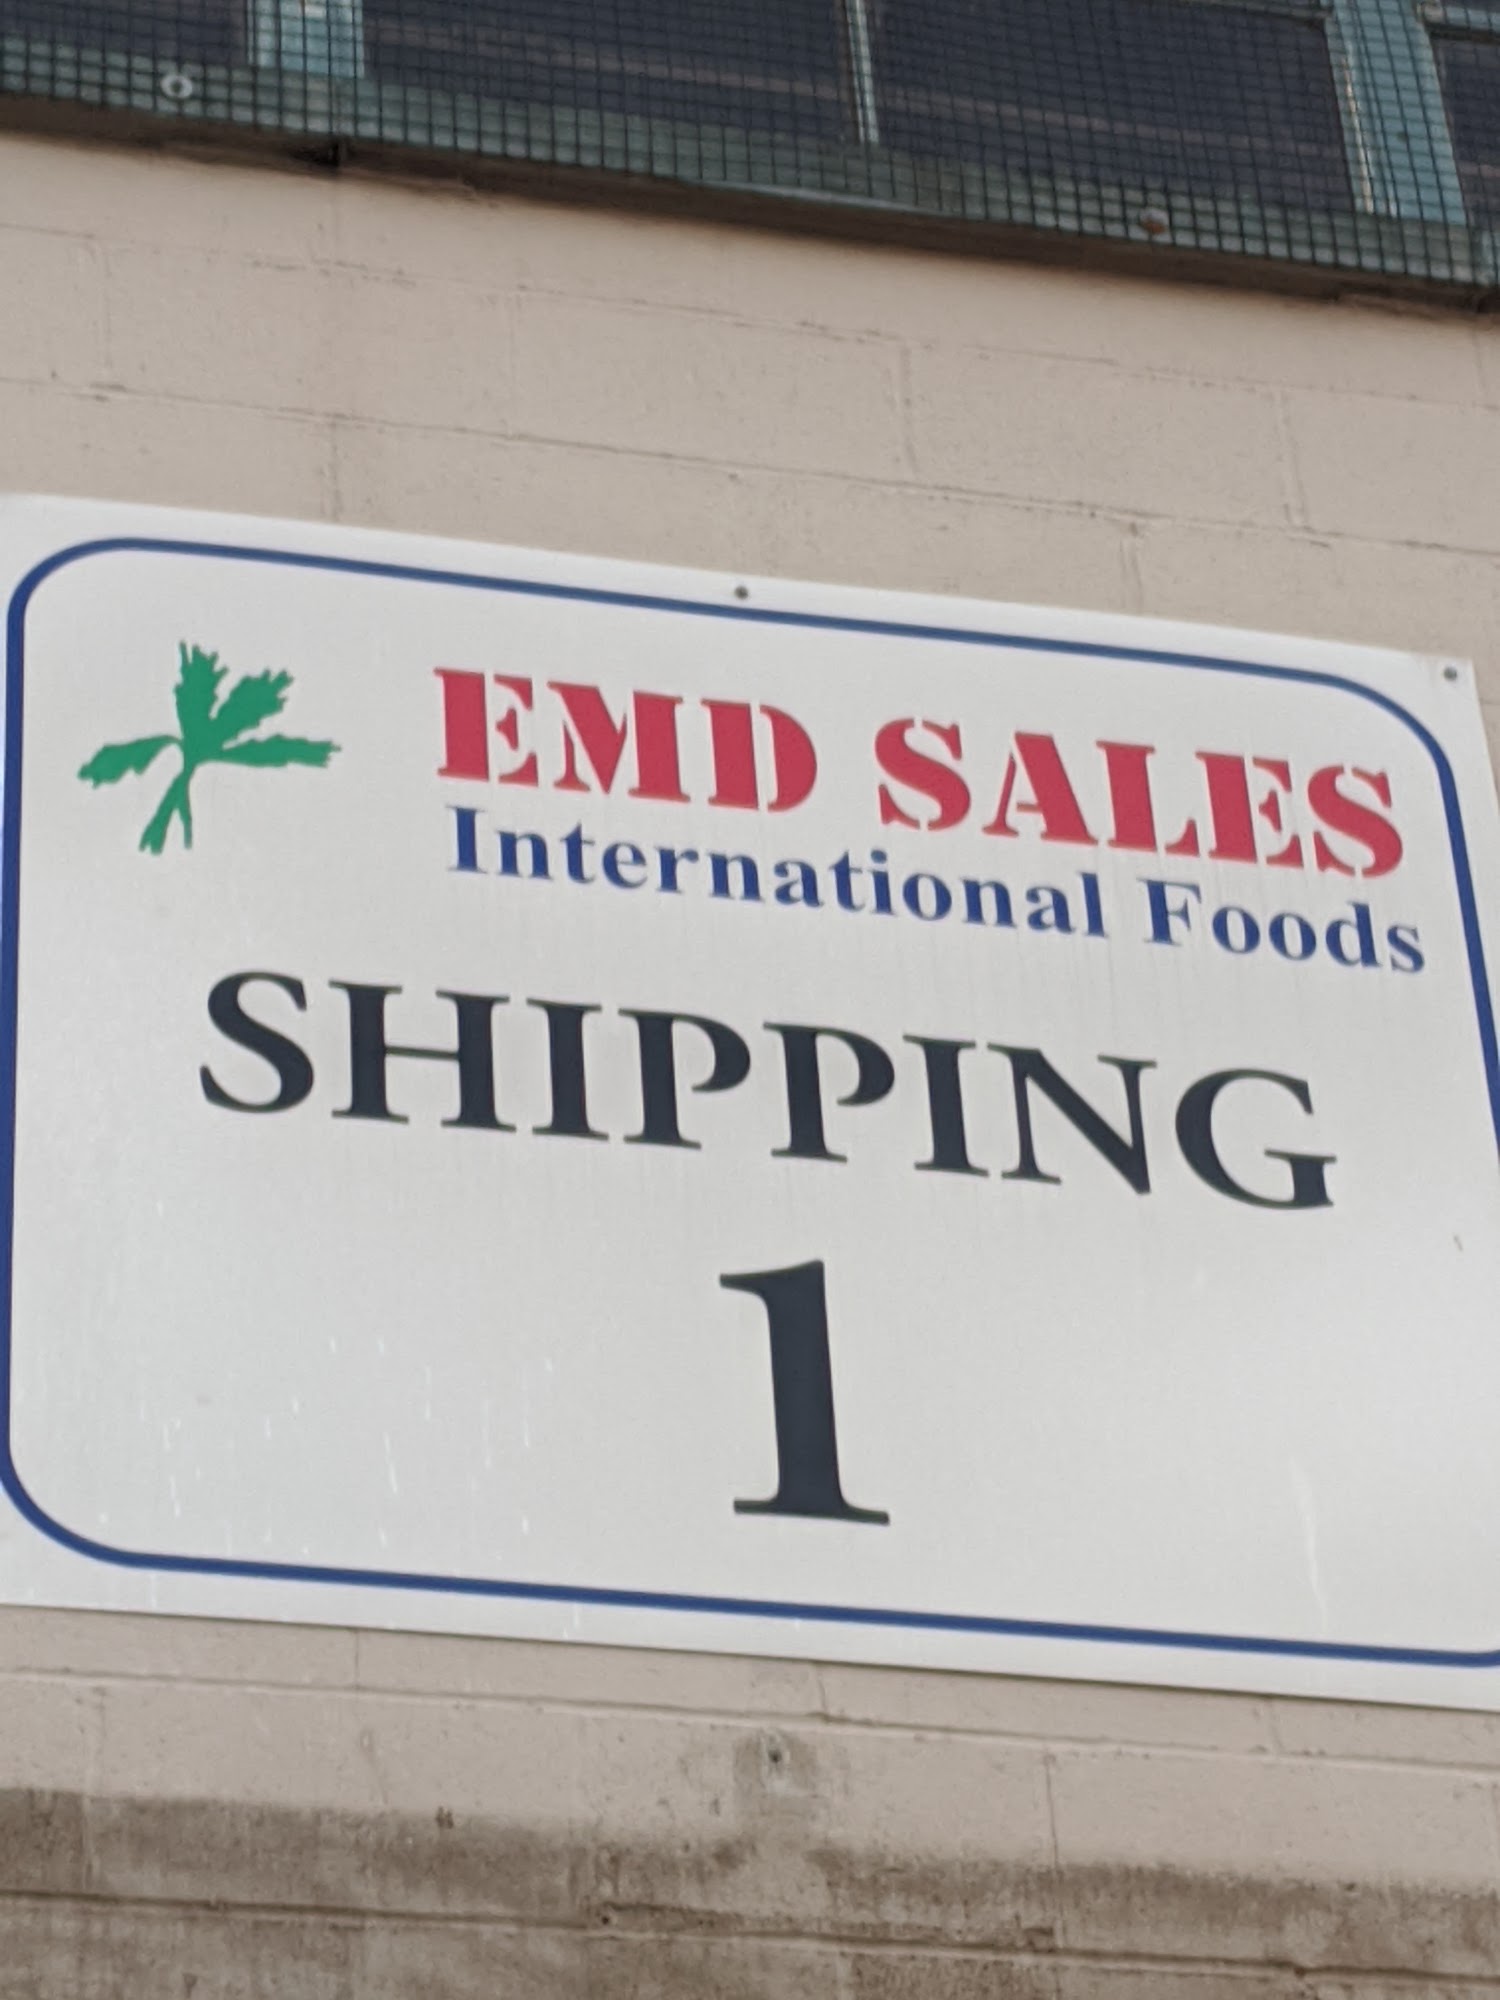 EMD SALES
International Foods
SHIPPING
1